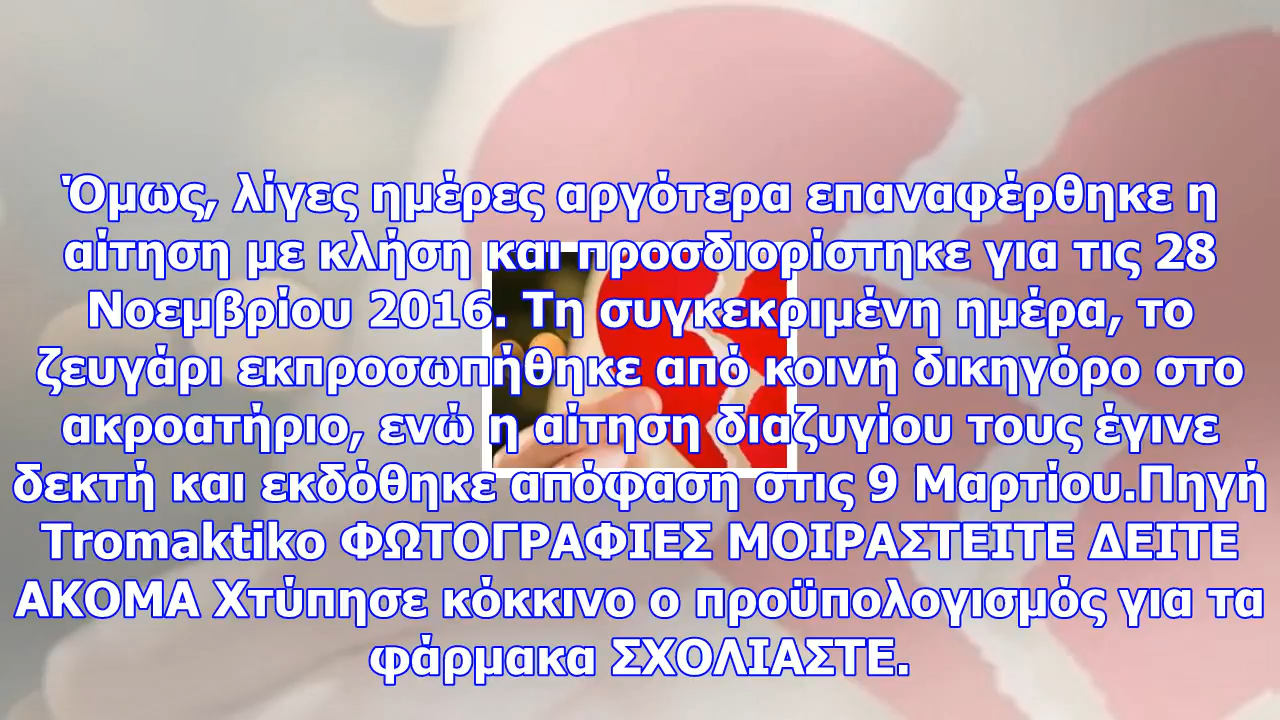 Όμως, λίγες ημέρες αργότερα επαναφέρθηκε η
αίτηση με κλήση και προσδιορίστηκε για τις 28
Νοεμβρίου 2016. Τη συγκεκριμένη ημέρα, το
ζευγάρι εκπροσωπήθηκε από κοινή δικηγόρο στο
ακροατήριο, ενώ η αίτηση διαζυγίου τους έγινε
δεκτή και εκδόθηκε απόφαση στις 9 Μαρτίου.Πηγή
Tromaktiko ΦΩΤΟΓΡΑΦΙΕΣ ΜΟΙΡΑΣΤΕΙΤΕ ΔΕΙΤΕ
ΑΚΟΜΑ Χτύπησε κόκκινο ο προϋπολογισμός για τα
φάρμακα ΣΧΟΛΙΑΣΤΕ.